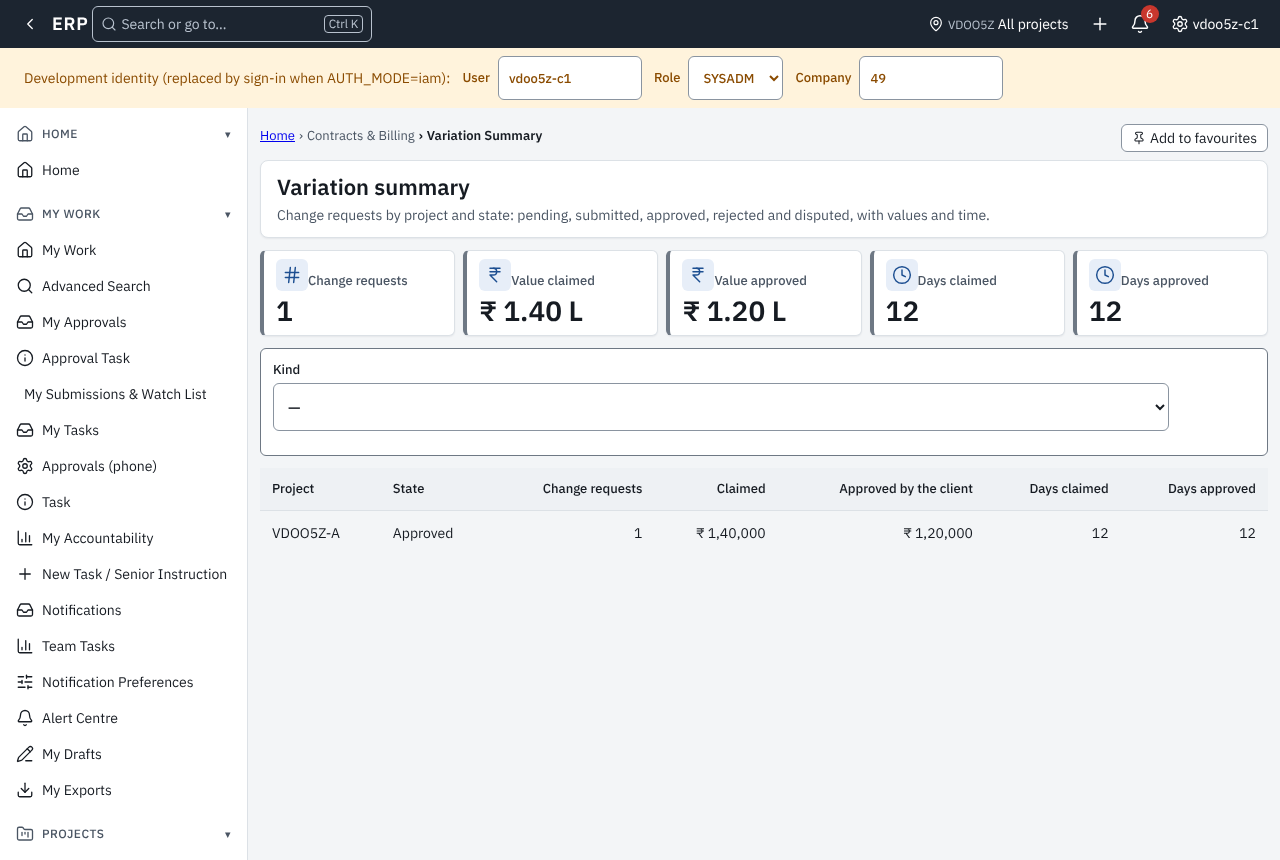 ERP Search or go to... Ctrl K VDOO5Z All projects 6 vdoo5z-c1
Development identity (replaced by sign-in when AUTH_MODE=iam): User vdoo5z-c1 Role SYSADM Company 49
HOME
Home
MY WORK
My Work
Advanced Search
My Approvals
Approval Task
My Submissions & Watch List
My Tasks
Approvals (phone)
Task
My Accountability
New Task / Senior Instruction
Notifications
Team Tasks
Notification Preferences
Alert Centre
My Drafts
My Exports
PROJECTS
Home › Contracts & Billing › Variation Summary
Add to favourites
Variation summary
Change requests by project and state: pending, submitted, approved, rejected and disputed, with values and time.
Change requests
1
Value claimed
₹ 1.40 L
Value approved
₹ 1.20 L
Days claimed
12
Days approved
12
Kind
—
Project State Change requests Claimed Approved by the client Days claimed Days approved
VDOO5Z-A Approved 1 ₹ 1,40,000 ₹ 1,20,000 12 12